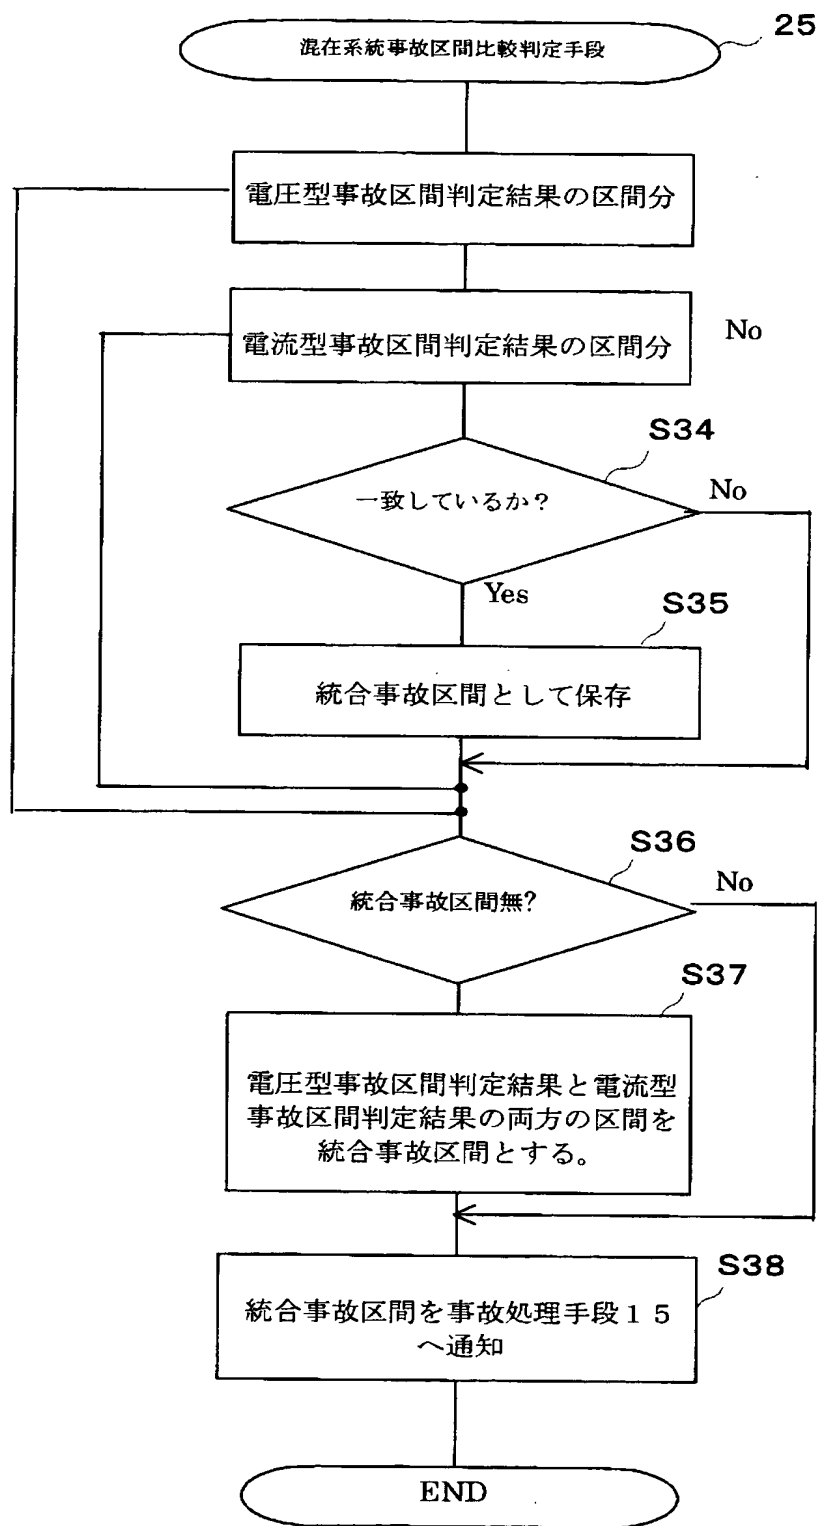 25
混在系統事故区間比較判定手段
電圧型事故区間判定結果の区間分
電流型事故区間判定結果の区間分
No
S34
一致しているか?
No
Yes
S35
統合事故区間として保存
S36
統合事故区間無?
No
S37
電圧型事故区間判定結果と電流型
事故区間判定結果の両方の区間を
統合事故区間とする。
S38
統合事故区間を事故処理手段15
へ通知
END